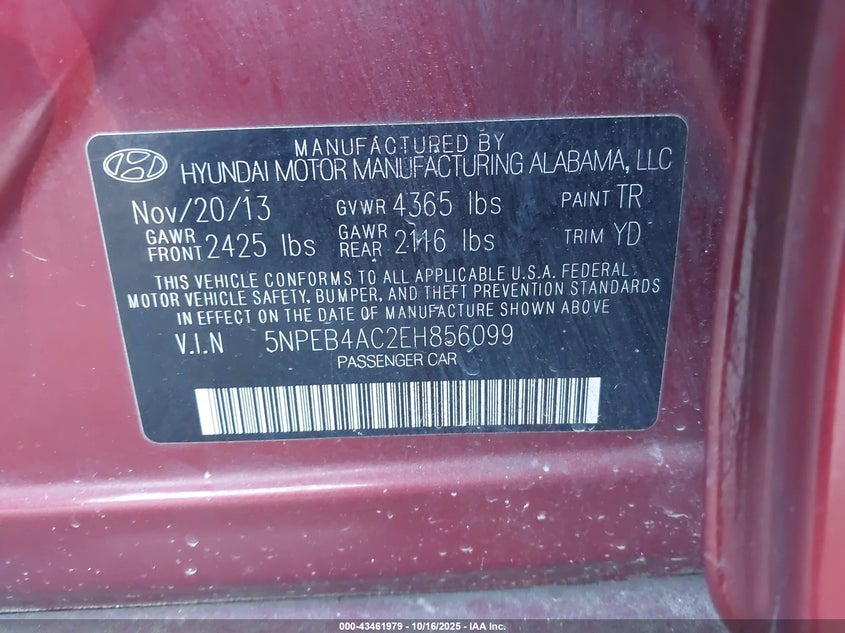 MANUFACTURED BY
HYUNDAI MOTOR MANUFACTURING ALABAMA, LLC
Nov/20/13 GVWR 4365 lbs PAINT TR
GAWR FRONT 2425 lbs GAWR REAR 2116 lbs TRIM YD
THIS VEHICLE CONFORMS TO ALL APPLICABLE U.S.A. FEDERAL
MOTOR VEHICLE SAFETY, BUMPER, AND THEFT PREVENTION STANDARDS
IN EFFECT ON THE DATE OF MANUFACTURE SHOWN ABOVE
V.I.N 5NPEB4AC2EH856099
PASSENGER CAR
000-43461979 - 10/16/2025 - IAA Inc.